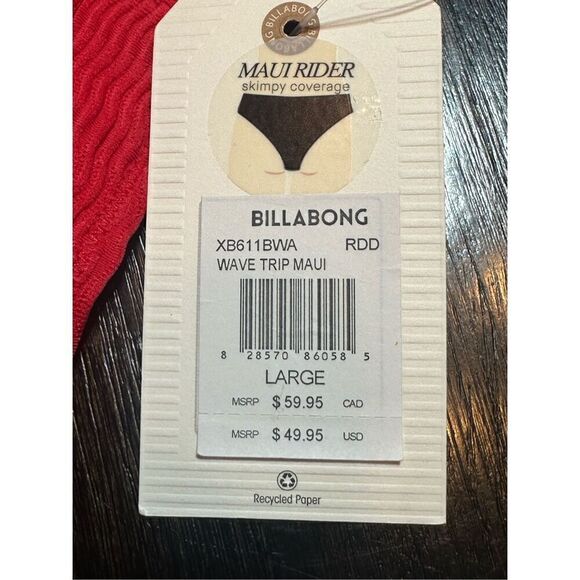 BILLABONG BILLABONG
MAUI RIDER
skimpy coverage
BILLABONG
XB611BWA RDD
WAVE TRIP MAUI
8 28570 86058 5
LARGE
MSRP $ 59.95 CAD
MSRP $ 49.95 USD
Recycled Paper